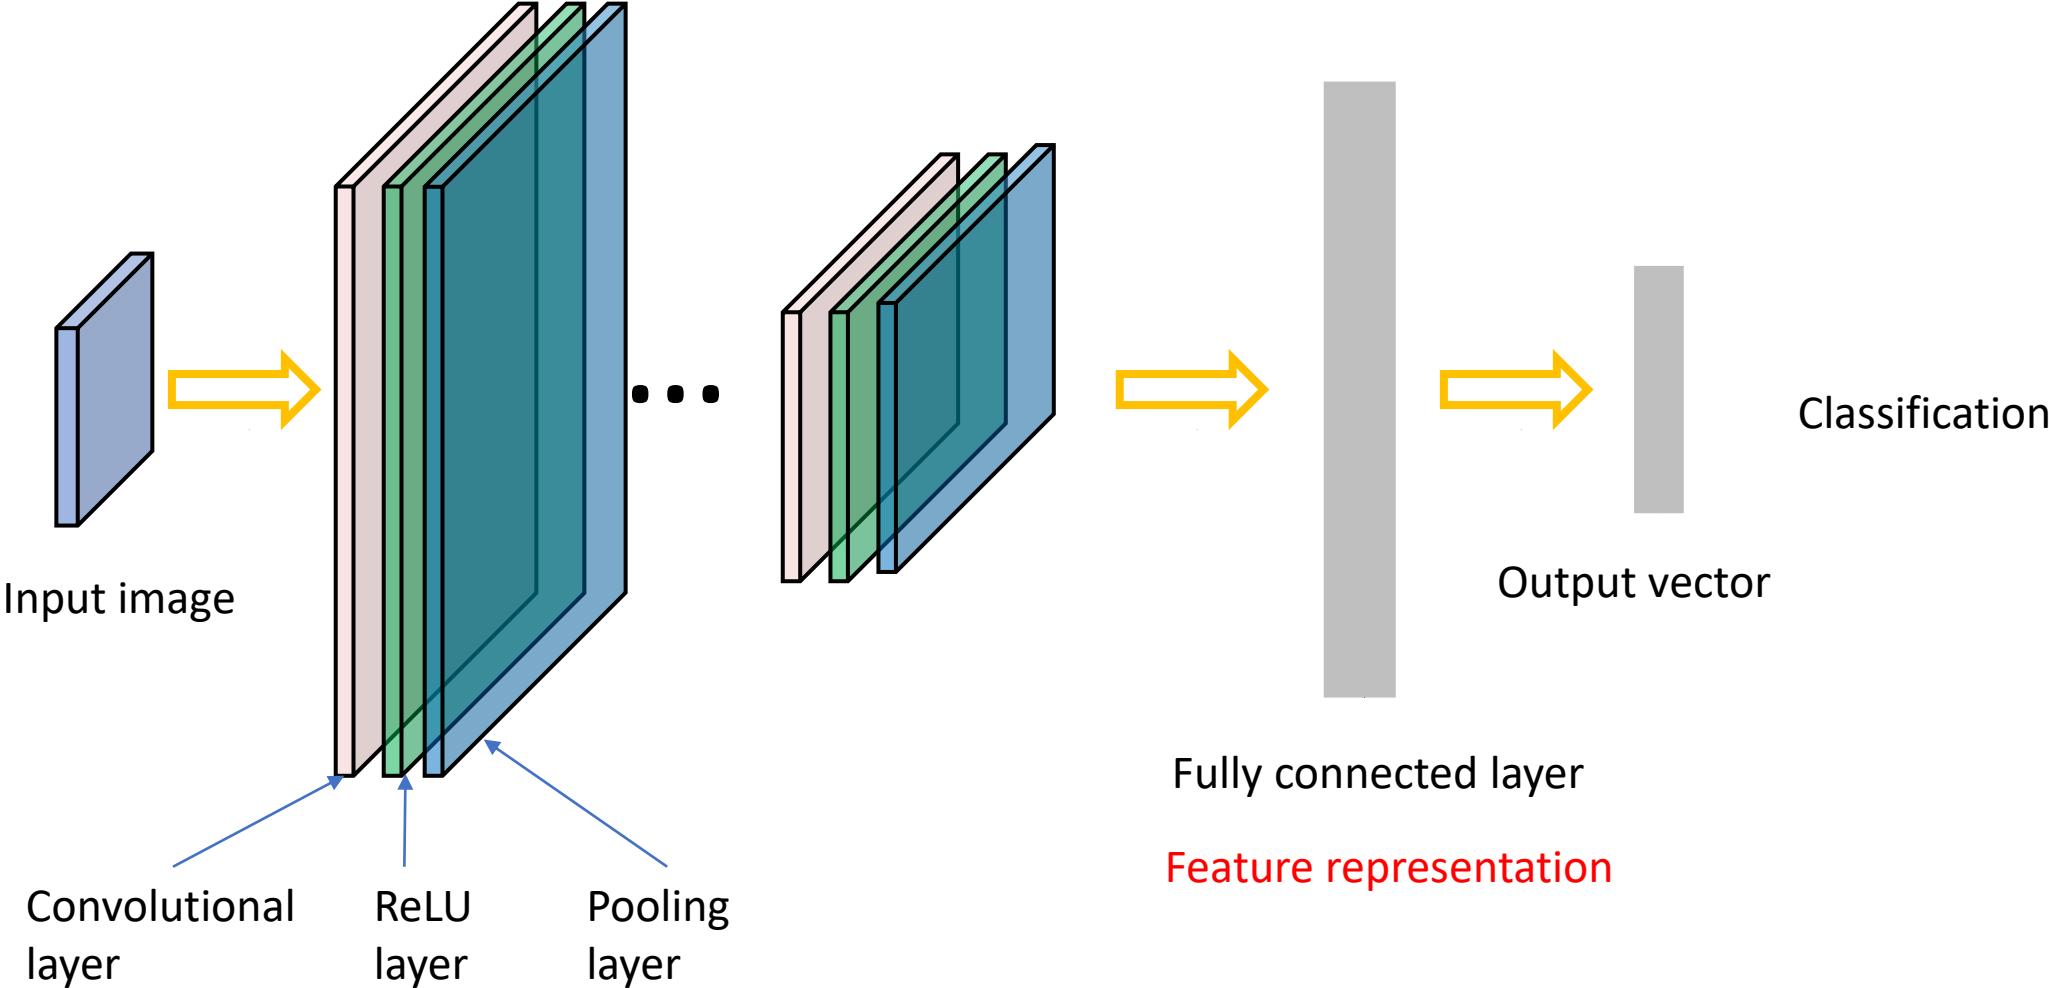 Input image
Convolutional
layer
ReLU
layer
Pooling
layer
Fully connected layer
Feature representation
Output vector
Classification